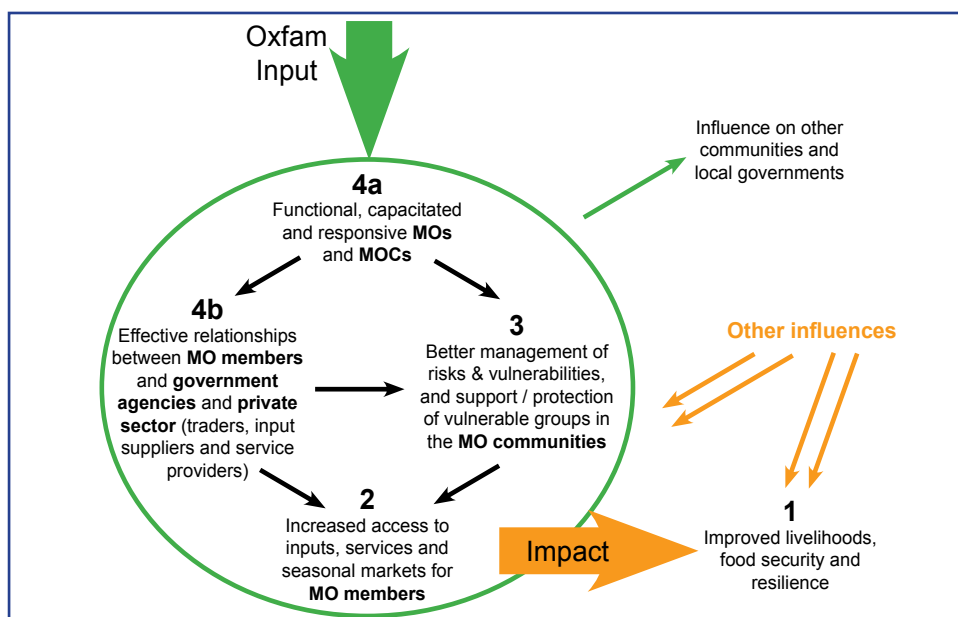 Oxfam
Input
Influence on other
communities and
local governments
4a
Functional, capacitated
and responsive MOs
and MOCs
4b
Effective relationships
between MO members
and government
agencies and private
sector (traders, input
suppliers and service
providers)
3
Better management of
risks & vulnerabilities,
and support / protection
of vulnerable groups in
the MO communities
Other influences
2
Increased access to
inputs, services and
seasonal markets for
MO members
Impact
1
Improved livelihoods,
food security and
resilience